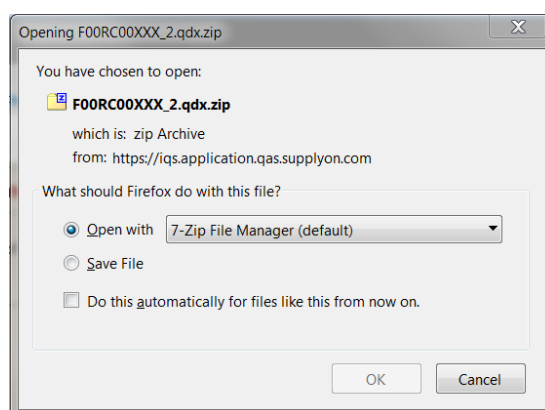 Opening F00RC00XXX_2.qdx.zip
You have chosen to open:
F00RC00XXX_2.qdx.zip
which is: zip Archive
from: https://iqs.application.qas.supplyon.com
What should Firefox do with this file?
Open with 7-Zip File Manager (default)
Save File
Do this automatically for files like this from now on.
OK Cancel